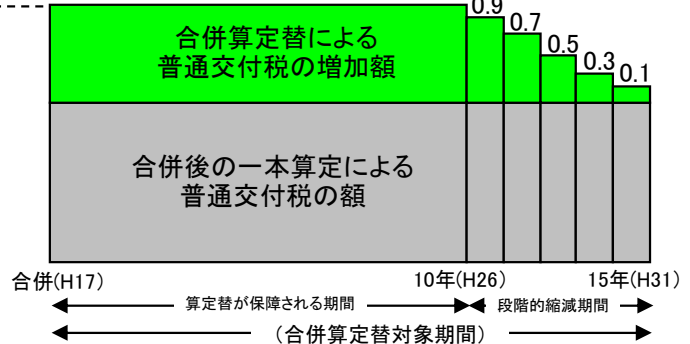 0.9
0.7
0.5
0.3
0.1
合併算定替による
普通交付税の増加額
合併後の一本算定による
普通交付税の額
合併(H17)
10年(H26)
15年(H31)
算定替が保障される期間
段階的縮減期間
(合併算定替対象期間)